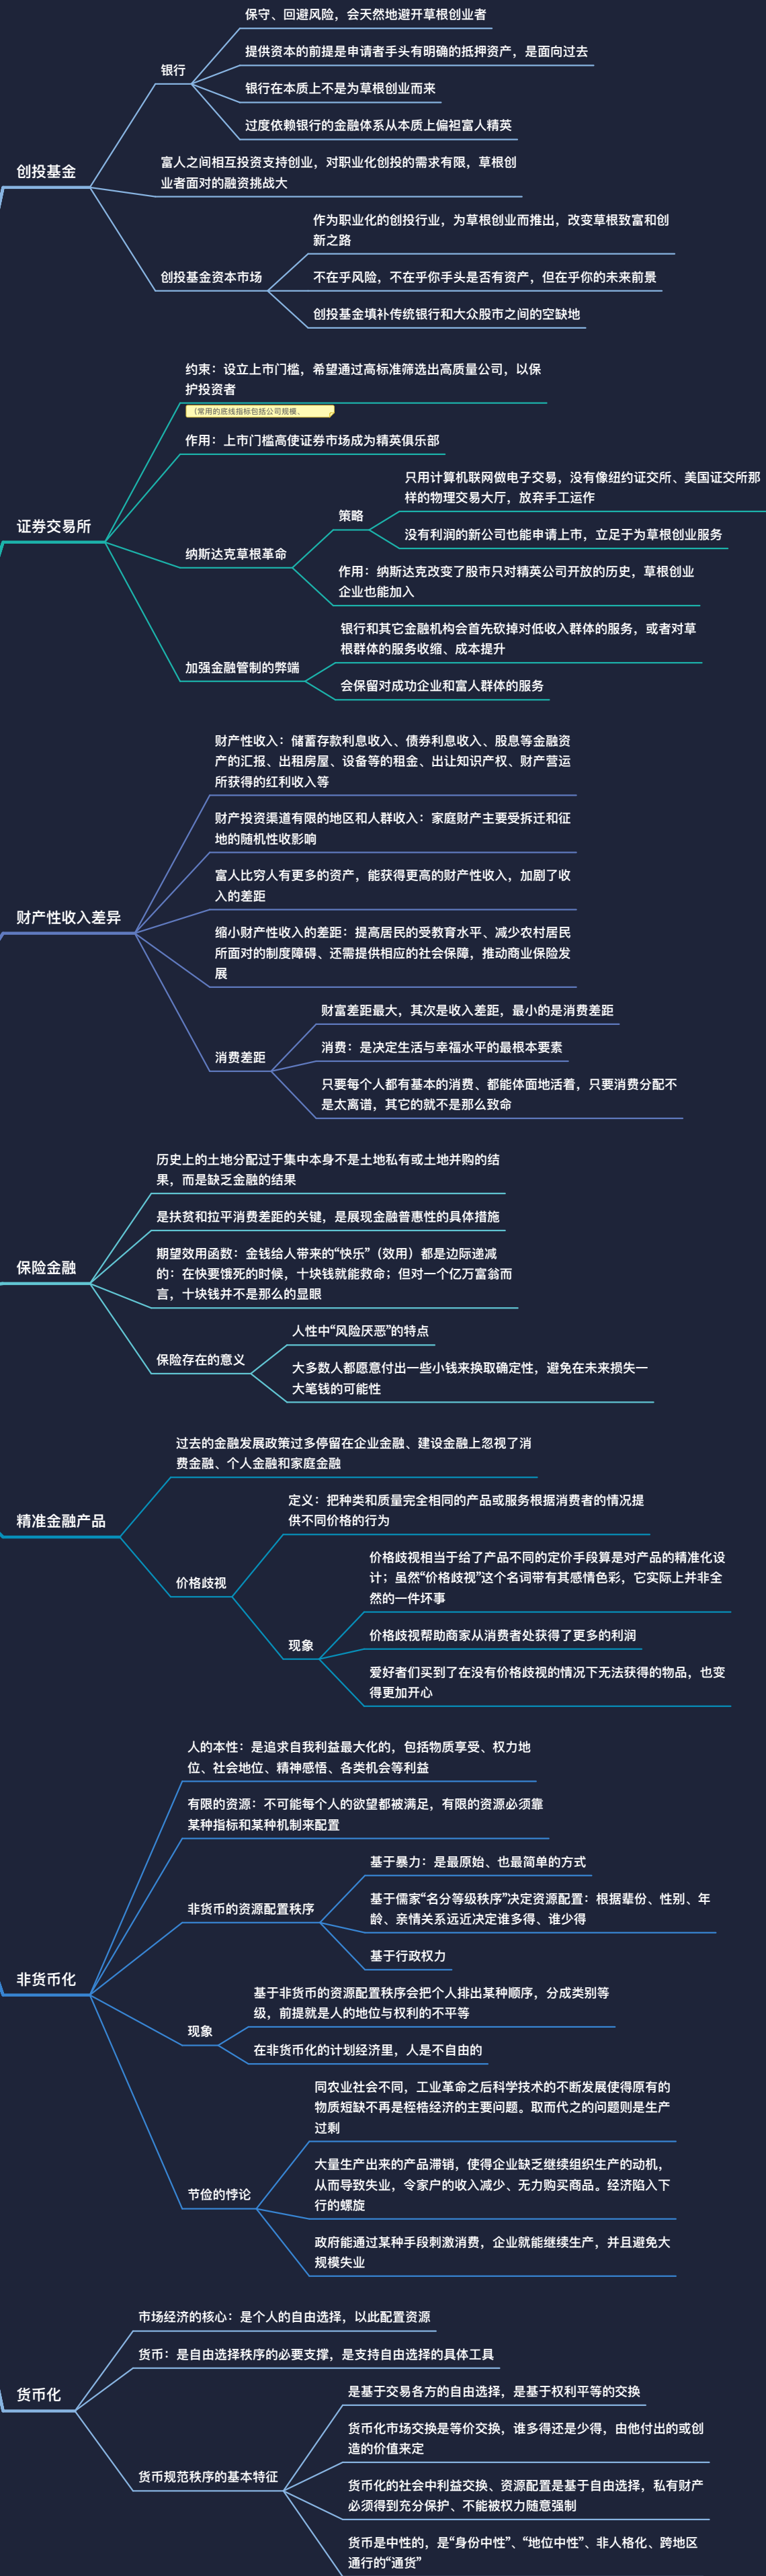 创投基金
银行
保守、回避风险，会天然地避开草根创业者
提供资本的前提是申请者手头有明确的抵押资产，是面向过去
银行在本质上不是为草根创业而来
过度依赖银行的金融体系从本质上偏袒富人精英
富人之间相互投资支持创业，对职业化创投的需求有限，草根创
业者面对的融资挑战大
创投基金资本市场
作为职业化的创投行业，为草根创业而推出，改变草根致富和创
新之路
不在乎风险，不在乎你手头是否有资产，但在乎你的未来前景
创投基金填补传统银行和大众股市之间的空缺地
证券交易所
约束：设立上市门槛，希望通过高标准筛选出高质量公司，以保
护投资者
（常用的底线指标包括公司规模、
作用：上市门槛高使证券市场成为精英俱乐部
纳斯达克草根革命
策略
只用计算机联网做电子交易，没有像纽约证交所、美国证交所那
样的物理交易大厅，放弃手工运作
没有利润的新公司也能申请上市，立足于为草根创业服务
作用：纳斯达克改变了股市只对精英公司开放的历史，草根创业
企业也能加入
加强金融管制的弊端
银行和其它金融机构会首先砍掉对低收入群体的服务，或者对草
根群体的服务收缩、成本提升
会保留对成功企业和富人群体的服务
财产性收入差异
财产性收入：储蓄存款利息收入、债券利息收入、股息等金融资
产的汇报、出租房屋、设备等的租金、出让知识产权、财产营运
所获得的红利收入等
财产投资渠道有限的地区和人群收入：家庭财产主要受拆迁和征
地的随机性收影响
富人比穷人有更多的资产，能获得更高的财产性收入，加剧了收
入的差距
缩小财产性收入的差距：提高居民的受教育水平、减少农村居民
所面对的制度障碍、还需提供相应的社会保障，推动商业保险发
展
消费差距
财富差距最大，其次是收入差距，最小的是消费差距
消费：是决定生活与幸福水平的最根本要素
只要每个人都有基本的消费、都能体面地活着，只要消费分配不
是太离谱，其它的就不是那么致命
保险金融
历史上的土地分配过于集中本身不是土地私有或土地并购的结
果，而是缺乏金融的结果
是扶贫和拉平消费差距的关键，是展现金融普惠性的具体措施
期望效用函数：金钱给人带来的“快乐”（效用）都是边际递减
的：在快要饿死的时候，十块钱就能救命；但对一个亿万富翁而
言，十块钱并不是那么的显眼
保险存在的意义
人性中“风险厌恶”的特点
大多数人都愿意付出一些小钱来换取确定性，避免在未来损失一
大笔钱的可能性
精准金融产品
过去的金融发展政策过多停留在企业金融、建设金融上忽视了消
费金融、个人金融和家庭金融
价格歧视
定义：把种类和质量完全相同的产品或服务根据消费者的情况提
供不同价格的行为
现象
价格歧视相当于给了产品不同的定价手段算是对产品的精准化设
计；虽然“价格歧视”这个名词带有其感情色彩，它实际上并非全
然的一件坏事
价格歧视帮助商家从消费者处获得了更多的利润
爱好者们买到了在没有价格歧视的情况下无法获得的物品，也变
得更加开心
非货币化
人的本性：是追求自我利益最大化的，包括物质享受、权力地
位、社会地位、精神感悟、各类机会等利益
有限的资源：不可能每个人的欲望都被满足，有限的资源必须靠
某种指标和某种机制来配置
非货币的资源配置秩序
基于暴力：是最原始、也最简单的方式
基于儒家“名分等级秩序”决定资源配置：根据辈份、性别、年
龄、亲情关系远近决定谁多得、谁少得
基于行政权力
现象
基于非货币的资源配置秩序会把个人排出某种顺序，分成类别等
级，前提就是人的地位与权利的不平等
在非货币化的计划经济里，人是不自由的
节俭的悖论
同农业社会不同，工业革命之后科学技术的不断发展使得原有的
物质短缺不再是桎梏经济的主要问题。取而代之的问题则是生产
过剩
大量生产出来的产品滞销，使得企业缺乏继续组织生产的动机，
从而导致失业，令家户的收入减少、无力购买商品。经济陷入下
行的螺旋
政府能通过某种手段刺激消费，企业就能继续生产，并且避免大
规模失业
货币化
市场经济的核心：是个人的自由选择，以此配置资源
货币：是自由选择秩序的必要支撑，是支持自由选择的具体工具
货币规范秩序的基本特征
是基于交易各方的自由选择，是基于权利平等的交换
货币化市场交换是等价交换，谁多得还是少得，由他付出的或创
造的价值来定
货币化的社会中利益交换、资源配置是基于自由选择，私有财产
必须得到充分保护、不能被权力随意强制
货币是中性的，是“身份中性”、“地位中性”、非人格化、跨地区
通行的“通货”